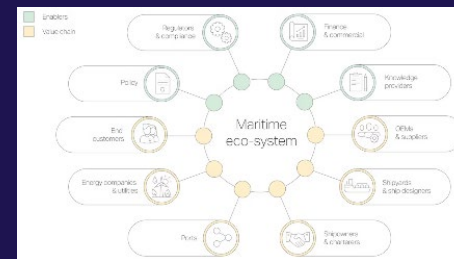 Enablers
Value chain
Regulators
& compliance
Finance
& commercial
Policy
Knowledge
providers
End
customers
Maritime
eco-system
OEMs
& suppliers
Energy companies
& utilities
Shipyards
& ship-designers
Ports
Shipowners
& charterers